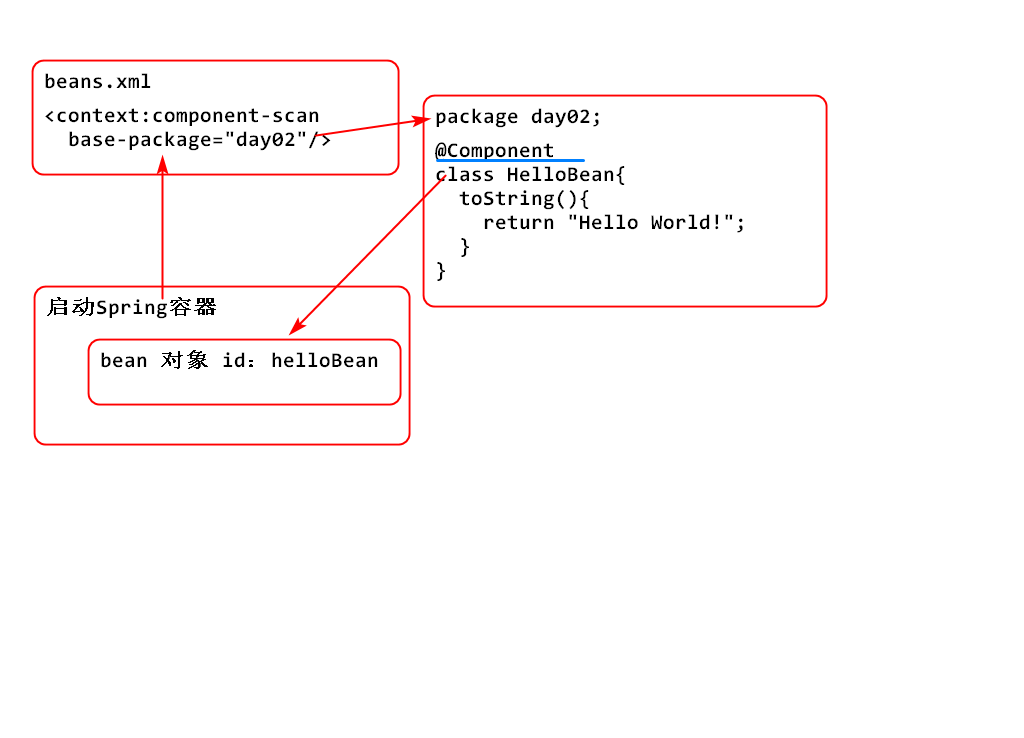 beans.xml
<context:component-scan
  base-package="day02"/>
package day02;
@Component
class HelloBean{
  toString(){
    return "Hello World!";
  }
}
启动Spring容器
bean 对象 id：helloBean